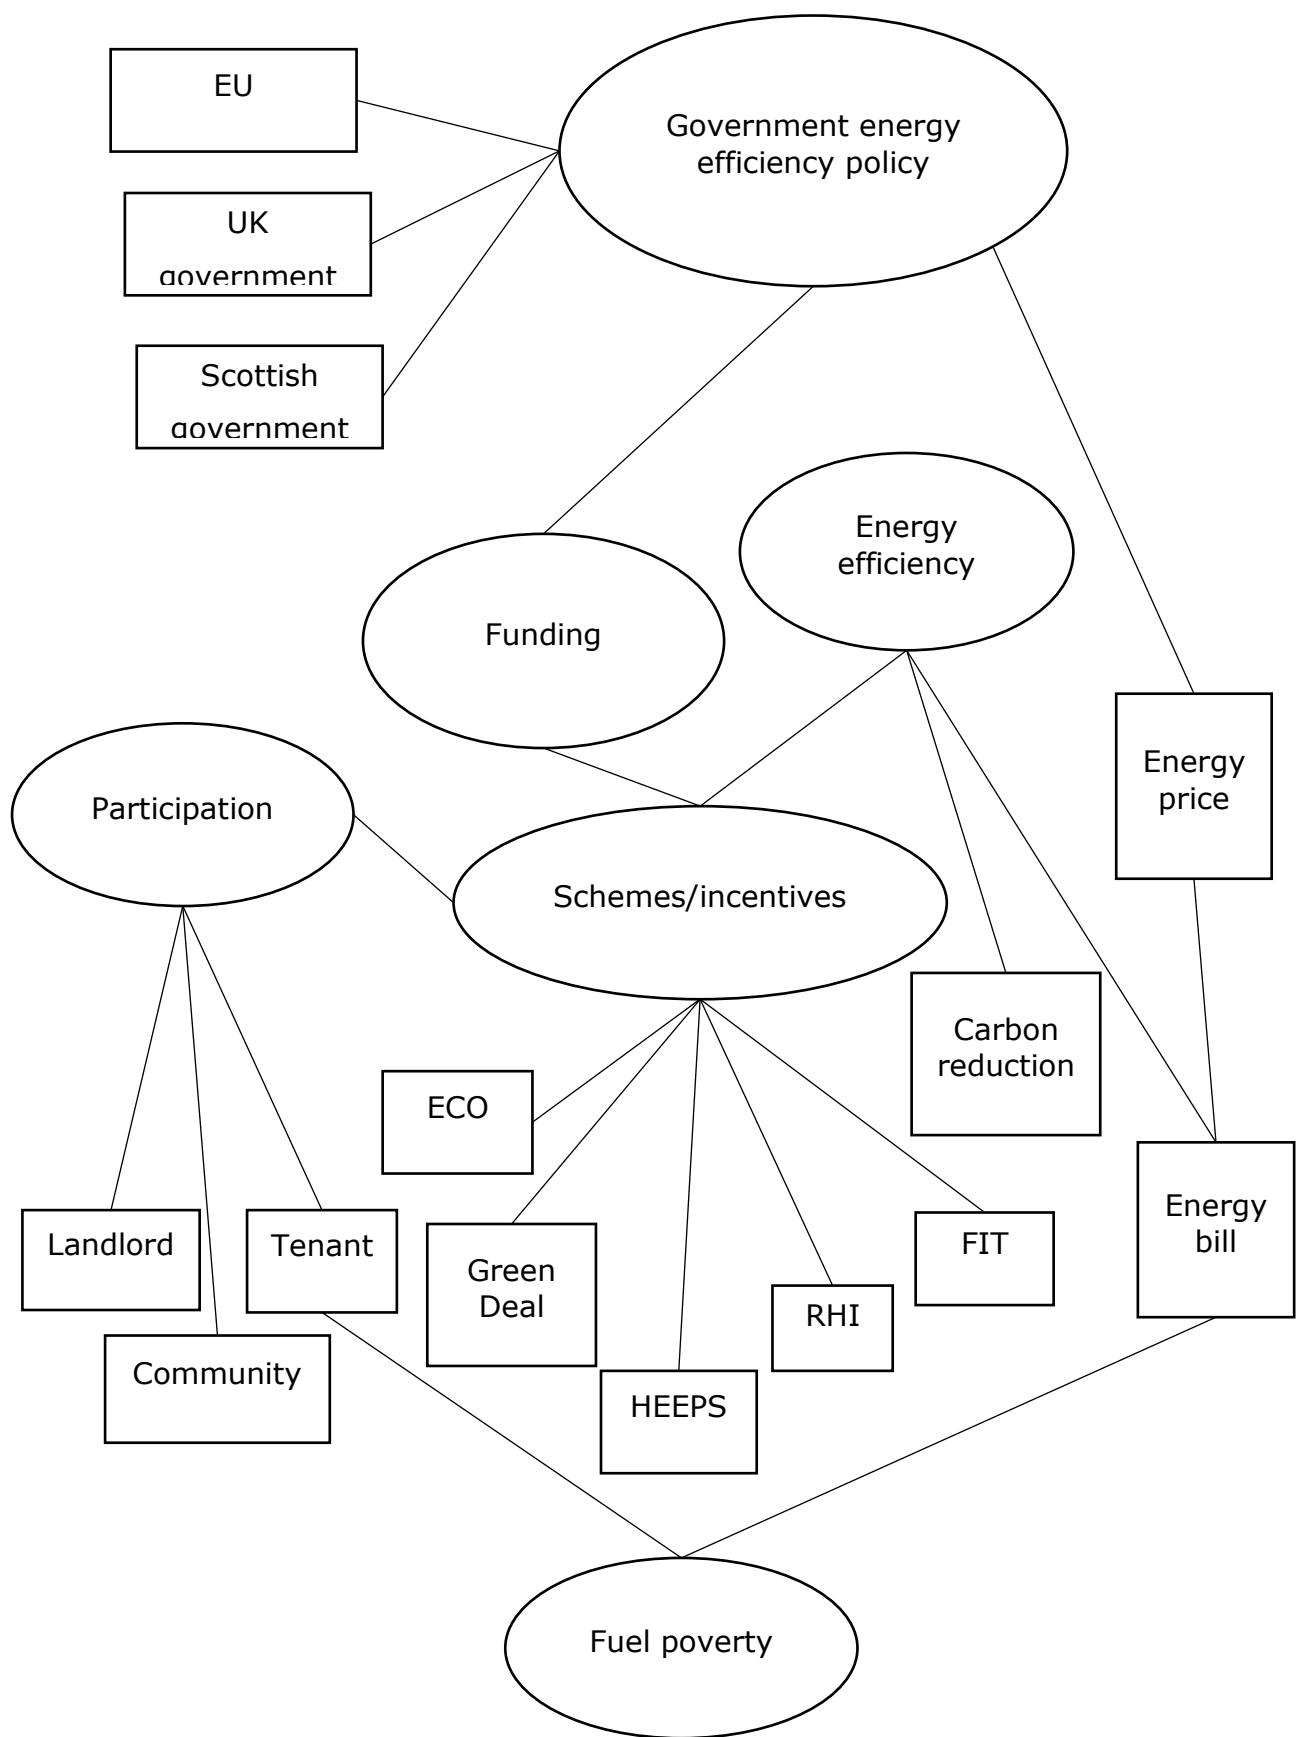 EU
Government energy
efficiency policy
UK
government
Scottish
government
Energy
efficiency
Funding
Energy
price
Participation
Schemes/incentives
Carbon
reduction
ECO
Landlord
Tenant
Green
Deal
FIT
Energy
bill
RHI
Community
HEEPS
Fuel poverty